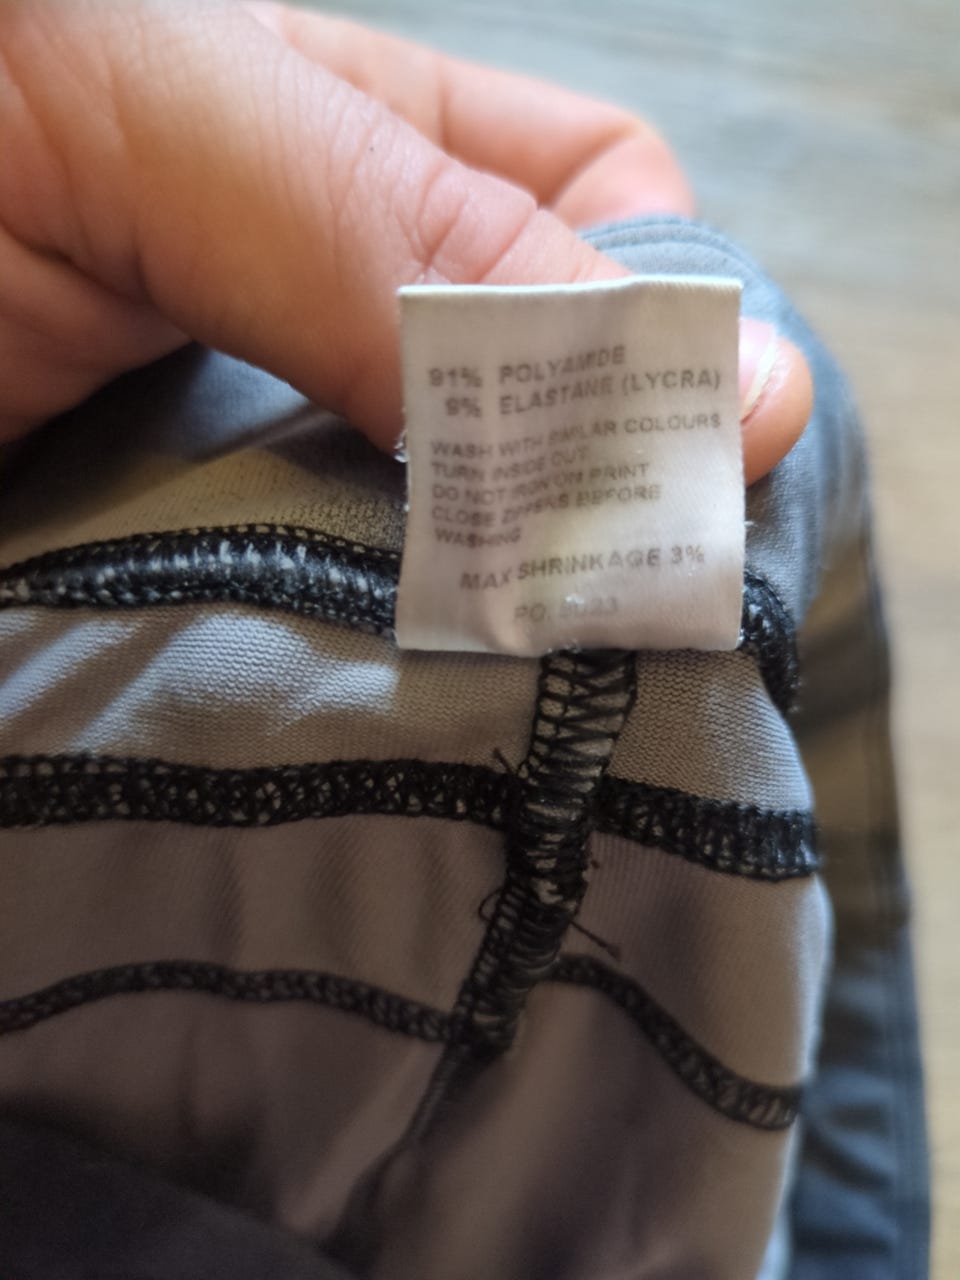 91% POLYAMIDE
9% ELASTANE (LYCRA)
WASH WITH SIMILAR COLOURS
TURN INSIDE OUT
DO NOT IRON ON PRINT
CLOSE ZIPPERS BEFORE
WASHING
MAX SHRINKAGE 3%
PO.